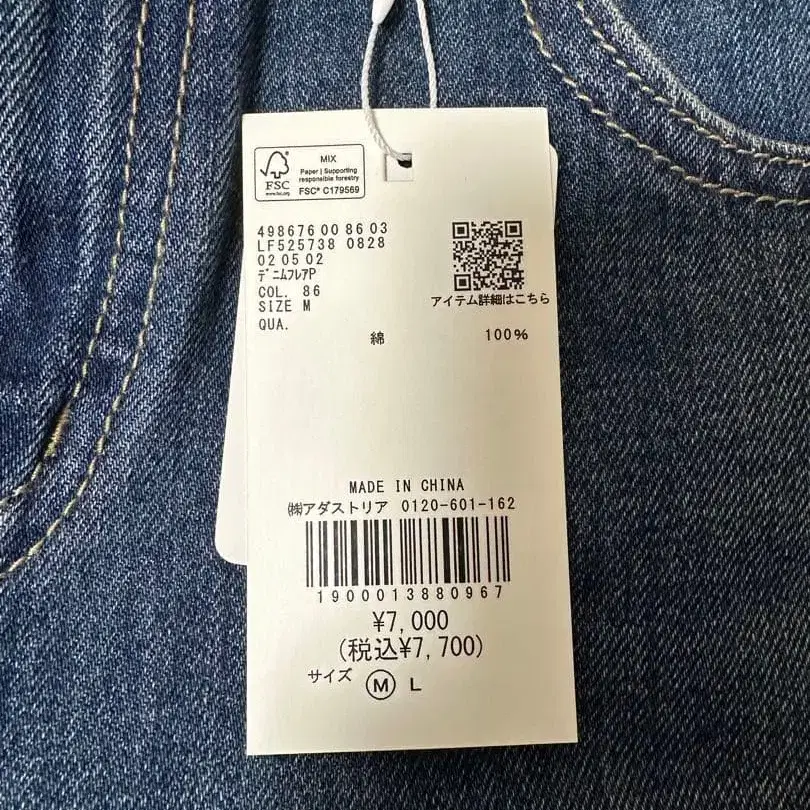 FSC
www.fsc.org
MIX
Paper | Supporting
responsible forestry
FSC® C179569
498676 00 86 03
LF525738 0828
02 05 02
ﾃﾞﾆﾑﾌﾚｱP
COL. 86
SIZE M
QUA.
アイテム詳細はこちら
綿 100%
MADE IN CHINA
㈱アダストリア 0120-601-162
1900013880967
¥7,000
(税込¥7,700)
サイズ Ⓜ L